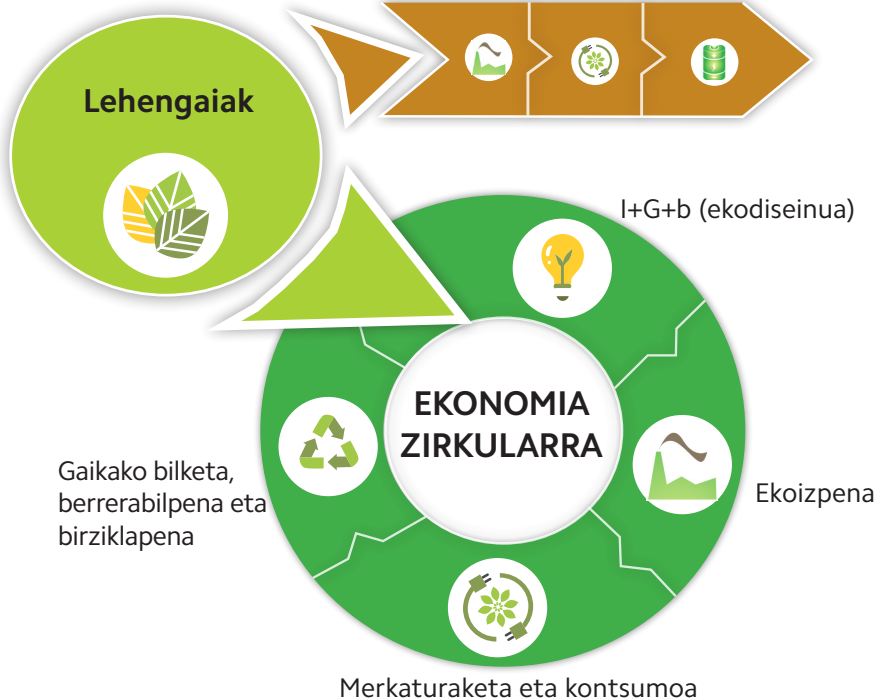 Lehengaiak
I+G+b (ekodiseinua)
EKONOMIA
ZIRKULARRA
Gaikako bilketa,
berrerabilpena eta
birziklapena
Ekoizpena
Merkaturaketa eta kontsumoa